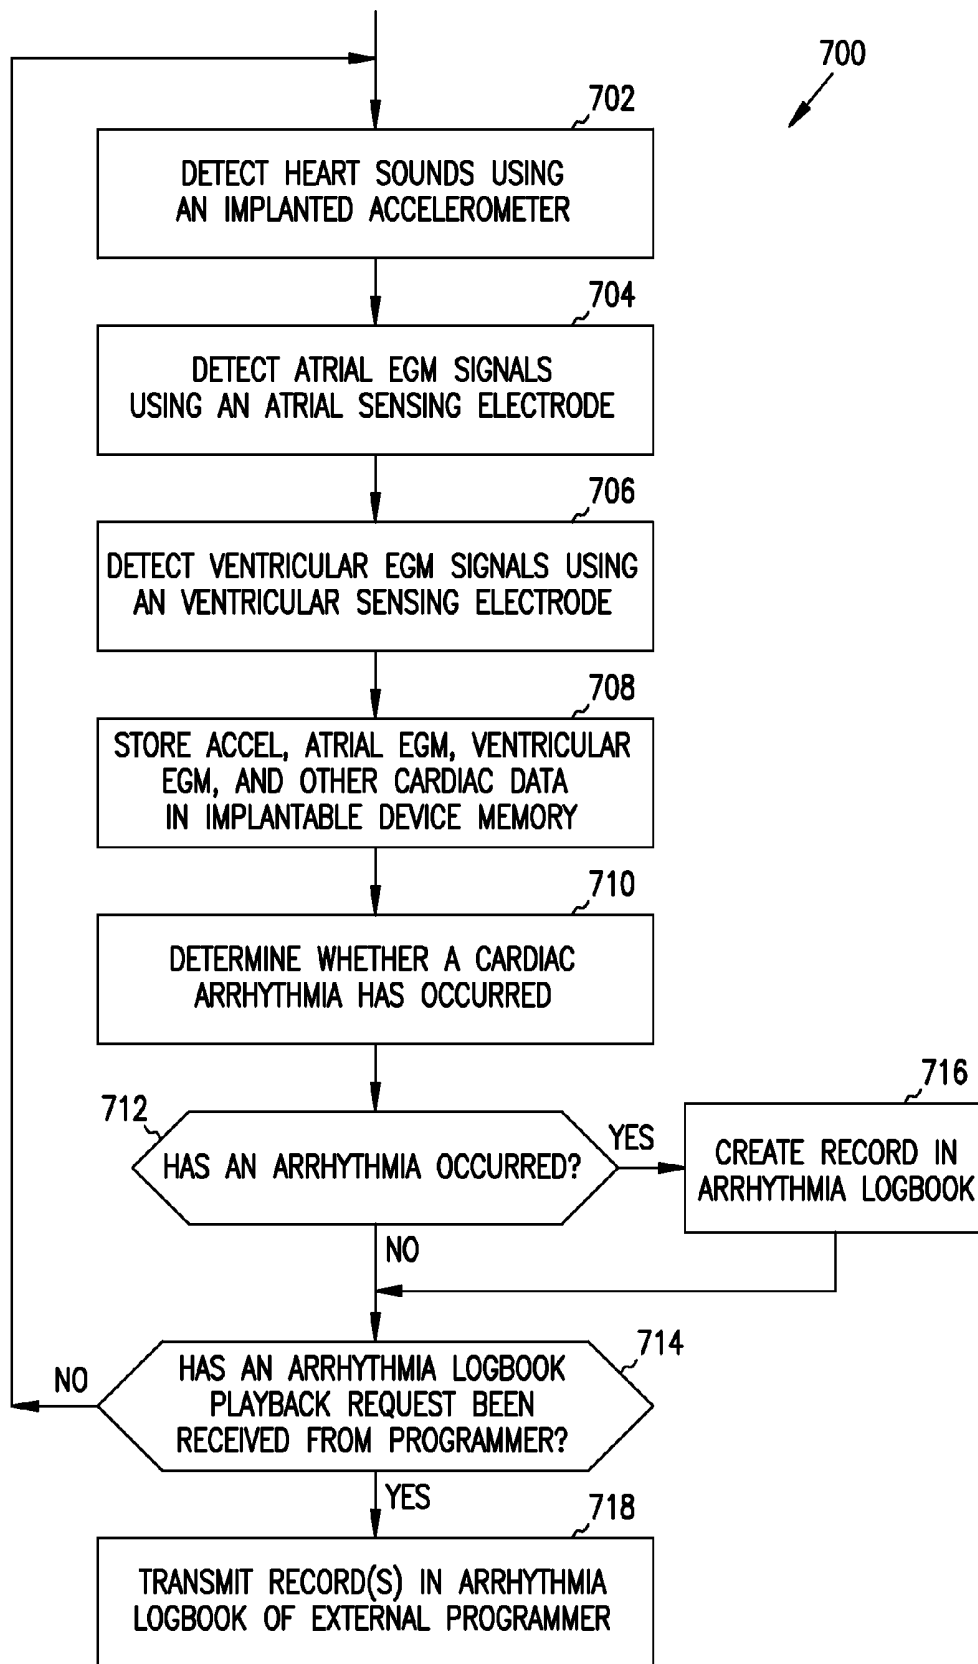 700
702
DETECT HEART SOUNDS USING
AN IMPLANTED ACCELEROMETER
704
DETECT ATRIAL EGM SIGNALS
USING AN ATRIAL SENSING ELECTRODE
706
DETECT VENTRICULAR EGM SIGNALS USING
AN VENTRICULAR SENSING ELECTRODE
708
STORE ACCEL, ATRIAL EGM, VENTRICULAR
EGM, AND OTHER CARDIAC DATA
IN IMPLANTABLE DEVICE MEMORY
710
DETERMINE WHETHER A CARDIAC
ARRHYTHMIA HAS OCCURRED
712
HAS AN ARRHYTHMIA OCCURRED?
YES
716
CREATE RECORD IN
ARRHYTHMIA LOGBOOK
NO
714
HAS AN ARRHYTHMIA LOGBOOK
PLAYBACK REQUEST BEEN
RECEIVED FROM PROGRAMMER?
NO
YES
718
TRANSMIT RECORD(S) IN ARRHYTHMIA
LOGBOOK OF EXTERNAL PROGRAMMER